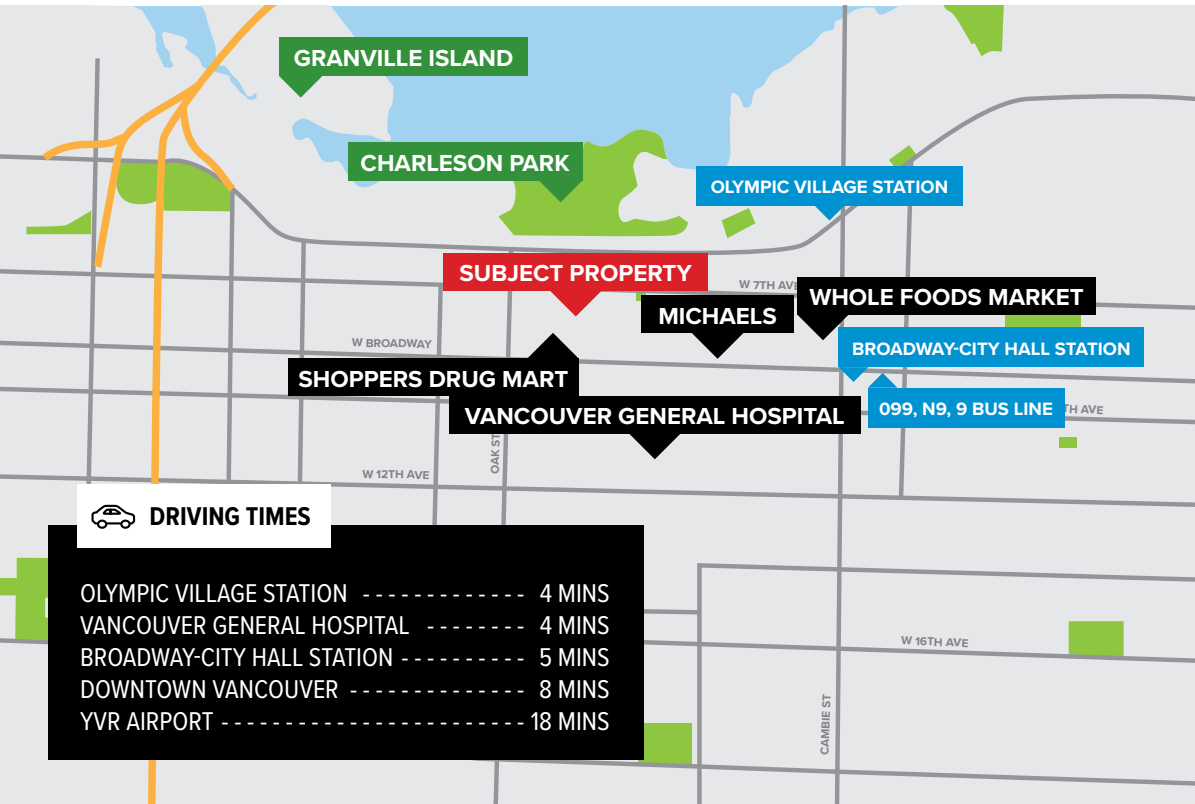 GRANVILLE ISLAND
CHARLESON PARK
OLYMPIC VILLAGE STATION
SUBJECT PROPERTY
W 7TH AVE
WHOLE FOODS MARKET
MICHAELS
W BROADWAY
BROADWAY-CITY HALL STATION
SHOPPERS DRUG MART
VANCOUVER GENERAL HOSPITAL
099, N9, 9 BUS LINE
TH AVE
OAK ST
W 12TH AVE
DRIVING TIMES
OLYMPIC VILLAGE STATION ------------- 4 MINS
VANCOUVER GENERAL HOSPITAL -------- 4 MINS
BROADWAY-CITY HALL STATION ---------- 5 MINS
DOWNTOWN VANCOUVER -------------- 8 MINS
YVR AIRPORT ------------------------ 18 MINS
W 16TH AVE
CAMBIE ST